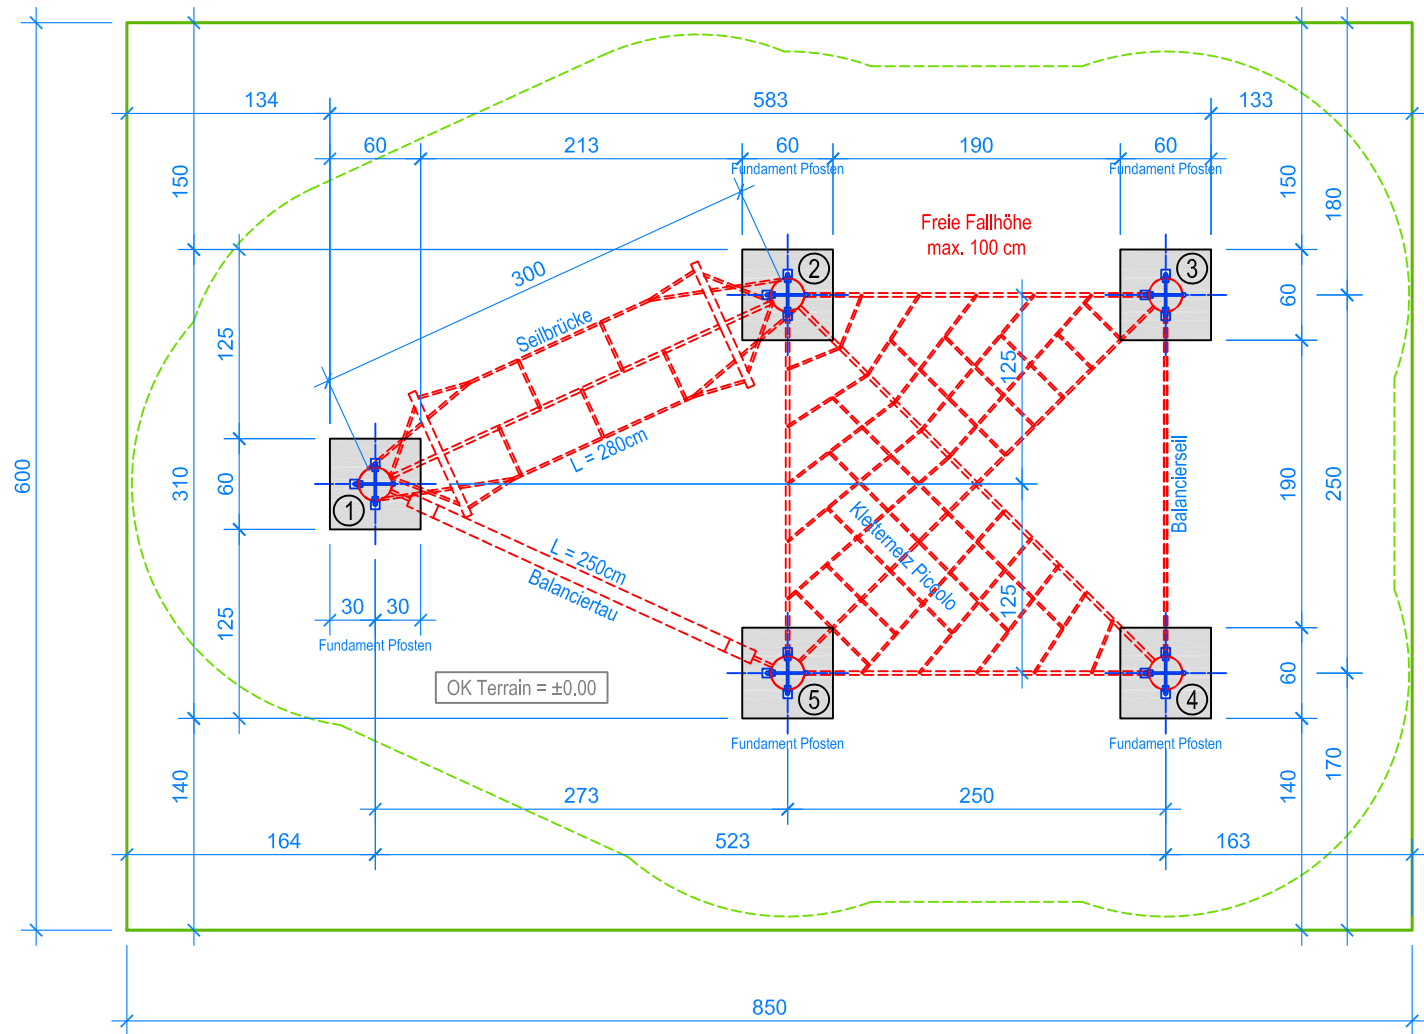 134
583
133
60
213
60
190
60
Fundament Pfosten
Fundament Pfosten
150
150
180
Freie Fallhöhe
max. 100 cm
2
3
300
60
Seilbrücke
125
125
L = 280cm
600
310
60
1
190
250
Balancierseil
Kletternetz Piccolo
L = 250cm
Balanciertau
125
30
30
125
Fundament Pfosten
60
OK Terrain = ±0,00
5
4
Fundament Pfosten
Fundament Pfosten
140
140
170
273
250
164
523
163
850